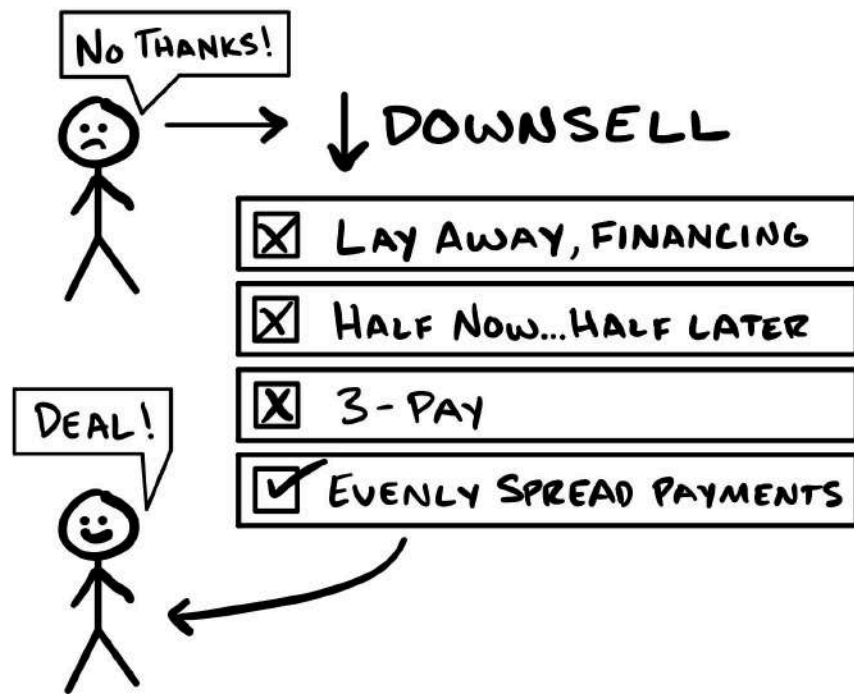 No Thanks!
DOWNSELL
LAY AWAY, FINANCING
HALF NOW...HALF LATER
3-PAY
EVENLY SPREAD PAYMENTS
DEAL!